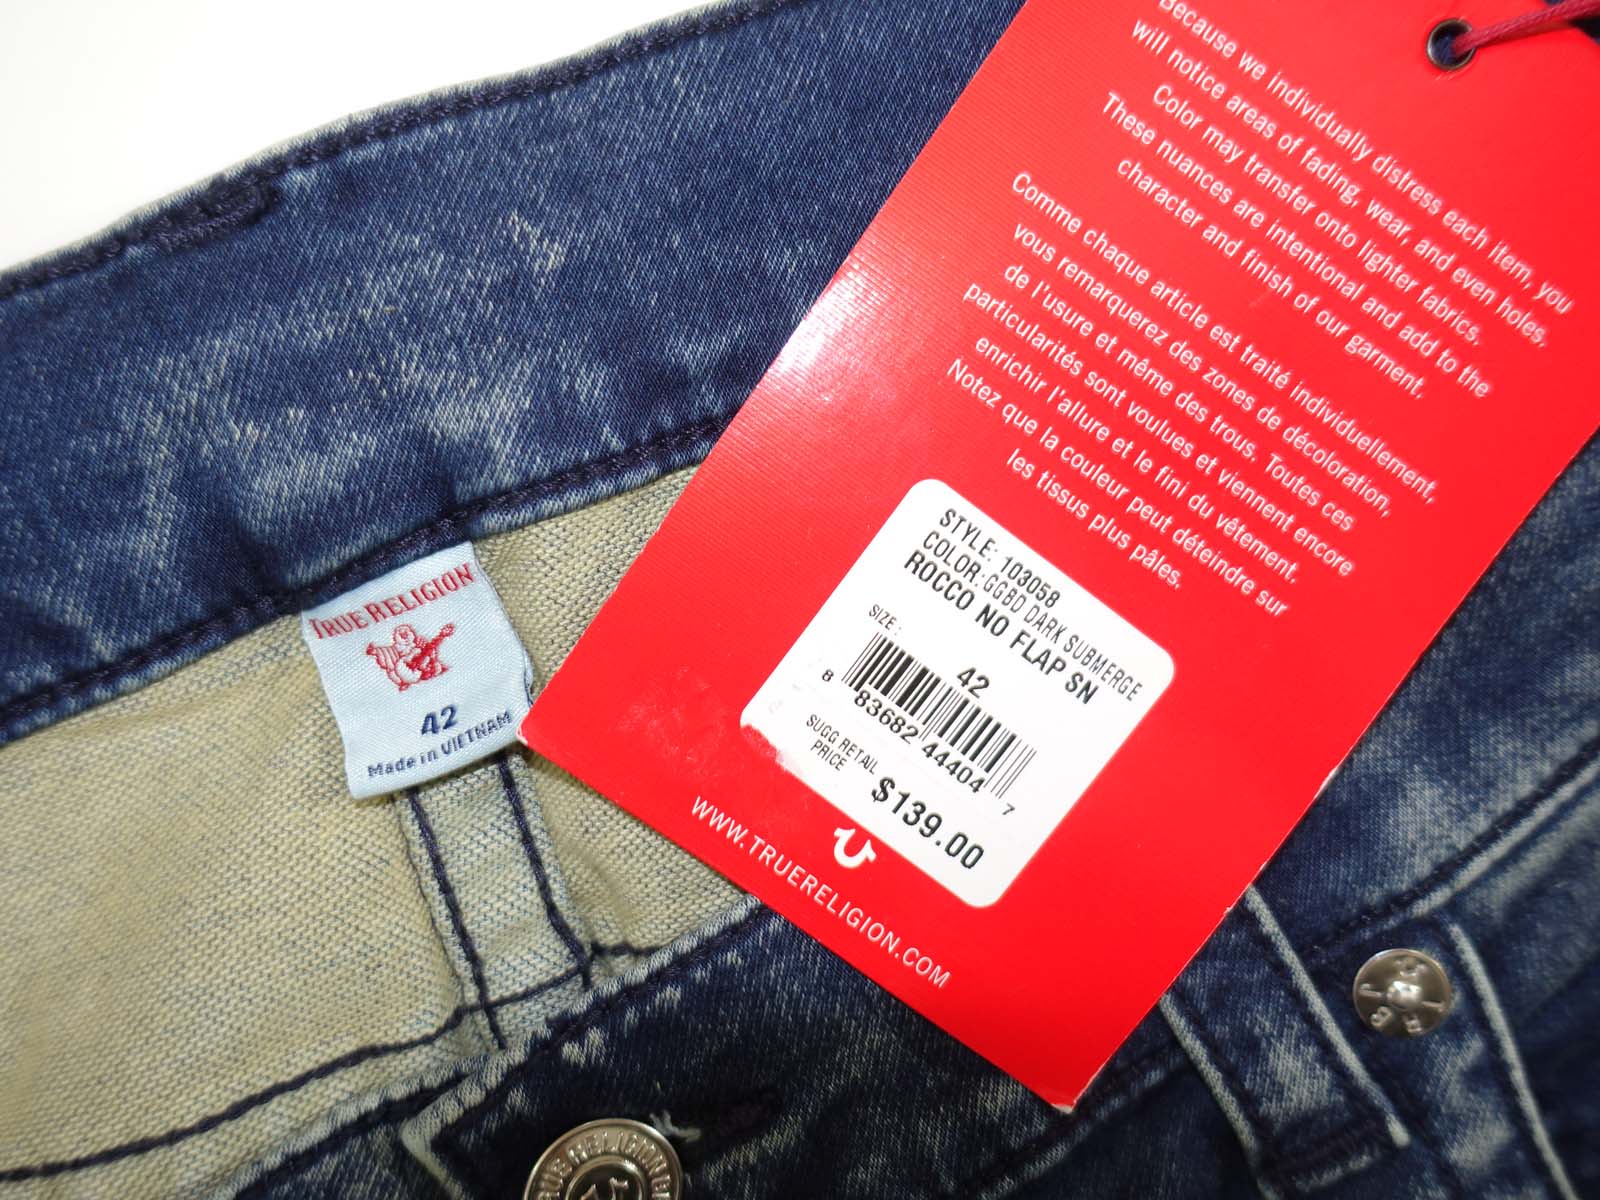 Because we individually distress each item, you
will notice areas of fading, wear, and even holes.
Color may transfer onto lighter fabrics.
These nuances are intentional and add to the
character and finish of our garment.
Comme chaque article est traité individuellement,
vous remarquerez des zones de décoloration,
de l'usure et même des trous. Toutes ces
particularités sont voulues et viennent encore
enrichir l'allure et le fini du vêtement.
Notez que la couleur peut déteindre sur
les tissus plus pâles.
STYLE: 103058
COLOR:GGBD DARK SUBMERGE
ROCCO NO FLAP SN
SIZE:
42
8 83682 44404 7
SUGG RETAIL
PRICE
$139.00
WWW.TRUERELIGION.COM
TRUE RELIGION
42
Made in VIETNAM
TRUE RELIGION